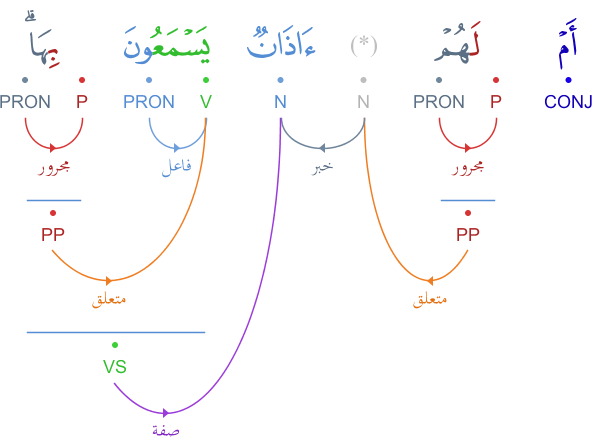 أَمْ لَهُمْ (*) ءَاذَانٌ يَسْمَعُونَ بِهَا ۗ
CONJ P PRON N N V PRON P PRON
مجرور خبر فاعل مجرور
PP PP
متعلق متعلق
VS
صفة